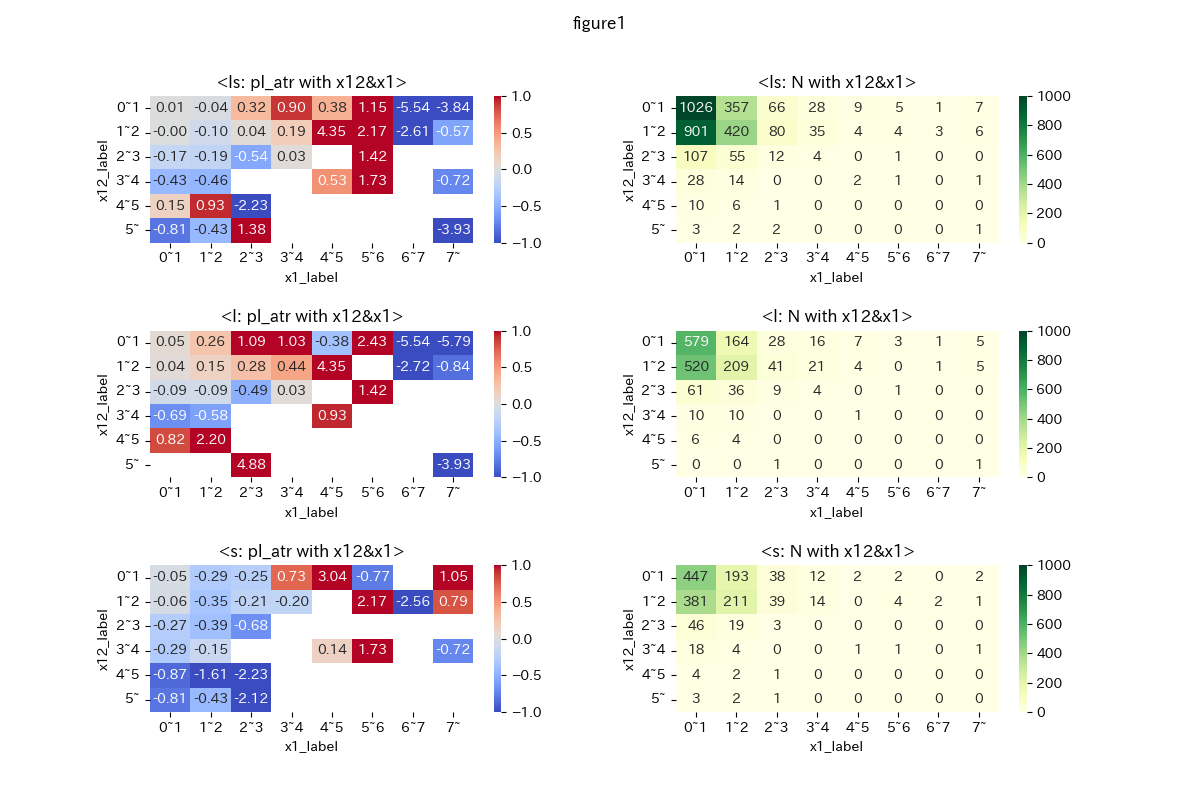 figure1
<ls: pl_atr with x12&x1>
x12_label
0~1 0.01 -0.04 0.32 0.90 0.38 1.15 -5.54 -3.84
1~2 -0.00 -0.10 0.04 0.19 4.35 2.17 -2.61 -0.57
2~3 -0.17 -0.19 -0.54 0.03 1.42
3~4 -0.43 -0.46 0.53 1.73 -0.72
4~5 0.15 0.93 -2.23
5~ -0.81 -0.43 1.38 -3.93
0~1 1~2 2~3 3~4 4~5 5~6 6~7 7~
x1_label
1.0
0.5
0.0
−0.5
−1.0
<ls: N with x12&x1>
x12_label
0~1 1026 357 66 28 9 5 1 7
1~2 901 420 80 35 4 4 3 6
2~3 107 55 12 4 0 1 0 0
3~4 28 14 0 0 2 1 0 1
4~5 10 6 1 0 0 0 0 0
5~ 3 2 2 0 0 0 0 1
0~1 1~2 2~3 3~4 4~5 5~6 6~7 7~
x1_label
1000
800
600
400
200
0
<l: pl_atr with x12&x1>
x12_label
0~1 0.05 0.26 1.09 1.03 -0.38 2.43 -5.54 -5.79
1~2 0.04 0.15 0.28 0.44 4.35 -2.72 -0.84
2~3 -0.09 -0.09 -0.49 0.03 1.42
3~4 -0.69 -0.58 0.93
4~5 0.82 2.20
5~ 4.88 -3.93
0~1 1~2 2~3 3~4 4~5 5~6 6~7 7~
x1_label
1.0
0.5
0.0
−0.5
−1.0
<l: N with x12&x1>
x12_label
0~1 579 164 28 16 7 3 1 5
1~2 520 209 41 21 4 0 1 5
2~3 61 36 9 4 0 1 0 0
3~4 10 10 0 0 1 0 0 0
4~5 6 4 0 0 0 0 0 0
5~ 0 0 1 0 0 0 0 1
0~1 1~2 2~3 3~4 4~5 5~6 6~7 7~
x1_label
1000
800
600
400
200
0
<s: pl_atr with x12&x1>
x12_label
0~1 -0.05 -0.29 -0.25 0.73 3.04 -0.77 1.05
1~2 -0.06 -0.35 -0.21 -0.20 2.17 -2.56 0.79
2~3 -0.27 -0.39 -0.68
3~4 -0.29 -0.15 0.14 1.73 -0.72
4~5 -0.87 -1.61 -2.23
5~ -0.81 -0.43 -2.12
0~1 1~2 2~3 3~4 4~5 5~6 6~7 7~
x1_label
1.0
0.5
0.0
−0.5
−1.0
<s: N with x12&x1>
x12_label
0~1 447 193 38 12 2 2 0 2
1~2 381 211 39 14 0 4 2 1
2~3 46 19 3 0 0 0 0 0
3~4 18 4 0 0 1 1 0 1
4~5 4 2 1 0 0 0 0 0
5~ 3 2 1 0 0 0 0 0
0~1 1~2 2~3 3~4 4~5 5~6 6~7 7~
x1_label
1000
800
600
400
200
0